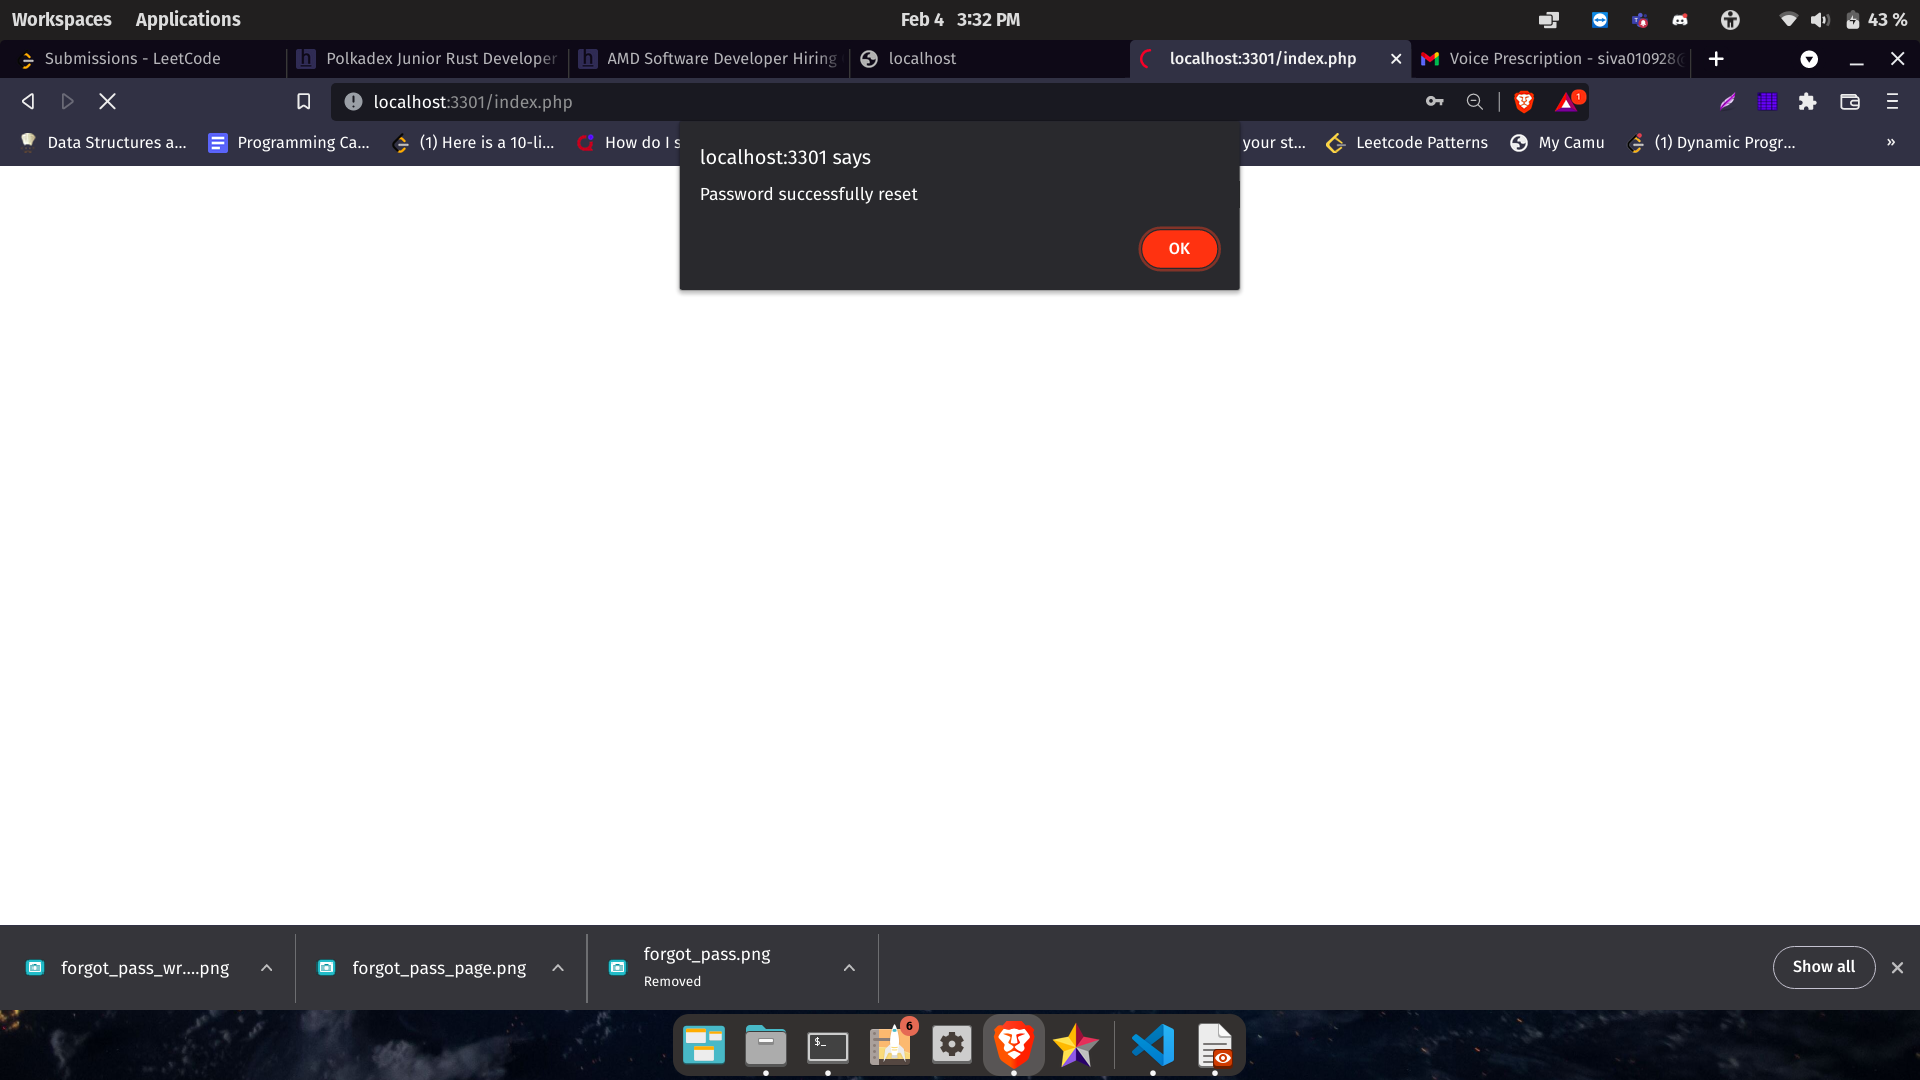 Workspaces Applications Feb 4 3:32 PM 43 %
Submissions - LeetCode Polkadex Junior Rust Developer AMD Software Developer Hiring localhost localhost:3301/index.php Voice Prescription - siva010928@
localhost:3301/index.php 1
Data Structures a... Programming Ca... (1) Here is a 10-li... How do I s your st... Leetcode Patterns My Camu (1) Dynamic Progr... »
localhost:3301 says
Password successfully reset
OK
forgot_pass_wr....png forgot_pass_page.png forgot_pass.png
Removed
Show all
$_ 6